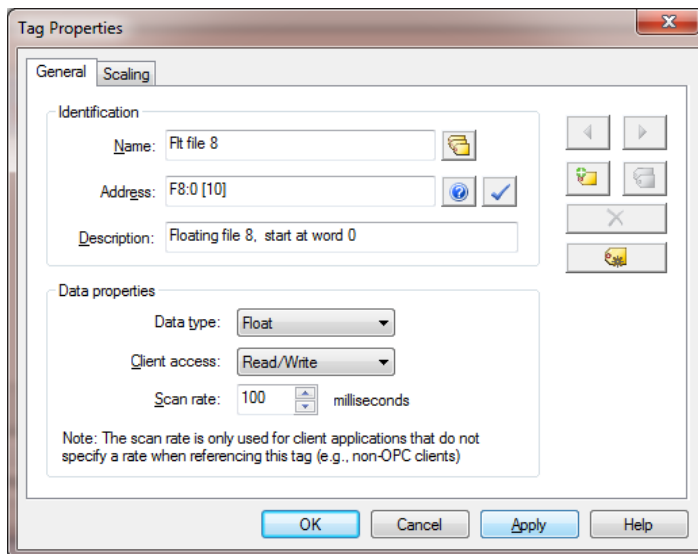 Tag Properties
General Scaling
Identification
Name: Flt file 8
Address: F8:0 [10]
Description: Floating file 8, start at word 0
Data properties
Data type: Float
Client access: Read/Write
Scan rate: 100 milliseconds
Note: The scan rate is only used for client applications that do not
specify a rate when referencing this tag (e.g., non-OPC clients)
OK Cancel Apply Help